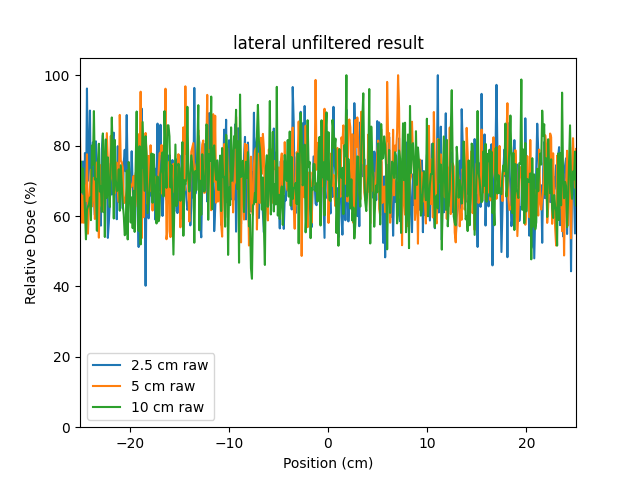 lateral unfiltered result
100
80
60
40
20
0
Relative Dose (%)
2.5 cm raw
5 cm raw
10 cm raw
−20
−10
0
10
20
Position (cm)